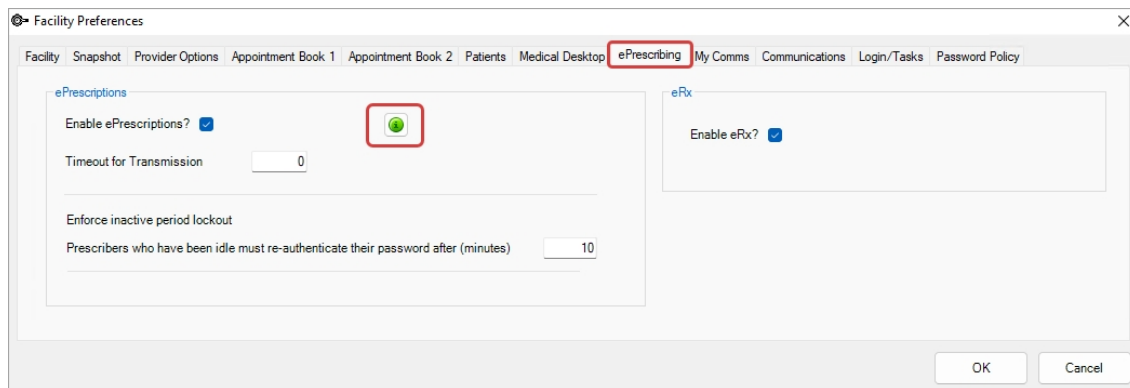 Facility Preferences
Facility Snapshot Provider Options Appointment Book 1 Appointment Book 2 Patients Medical Desktop ePrescribing My Comms Communications Login/Tasks Password Policy
ePrescriptions
Enable ePrescriptions?
Timeout for Transmission 0
Enforce inactive period lockout
Prescribers who have been idle must re-authenticate their password after (minutes) 10
eRx
Enable eRx?
OK Cancel